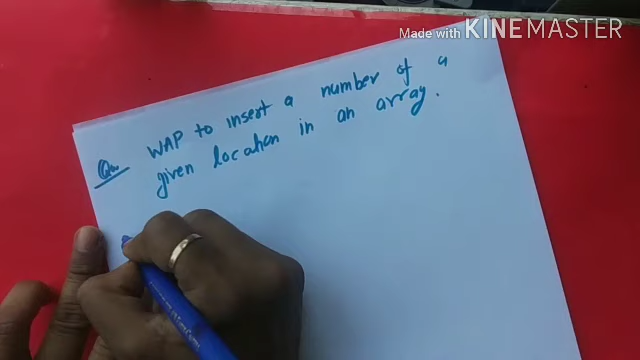 Made with KINEMASTER
Qn. WAP to insert a number of a
given location in an array.